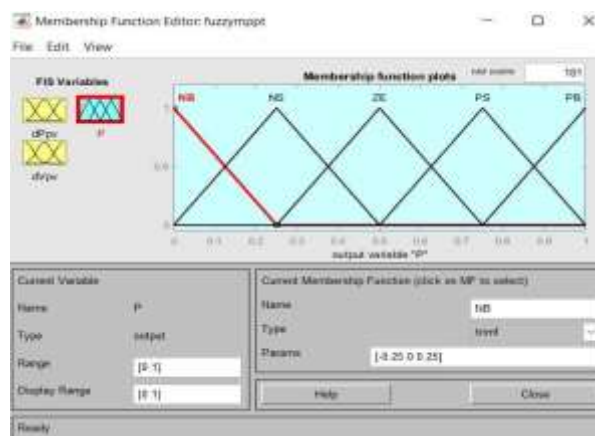 Membership Function Editor: fuzzymppt
File Edit View
FIS Variables
Membership function plots
plot points: 181
dPpv
P
dVpv
NB NS ZE PS PB
1
0.5
0
0 0.1 0.2 0.3 0.4 0.5 0.6 0.7 0.8 0.9 1
output variable "P"
Current Variable
Name P
Type output
Range [0 1]
Display Range [0 1]
Current Membership Function (click on MF to select)
Name NB
Type trimf
Params [-0.25 0 0.25]
Help Close
Ready